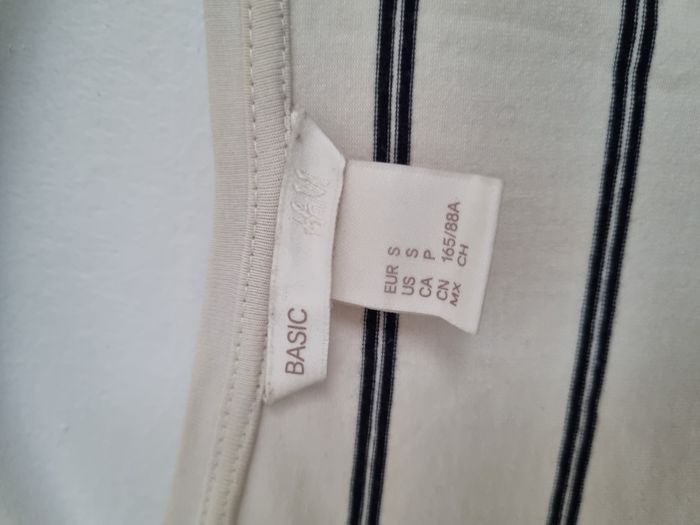 H&M
BASIC
EUR S
US S
CA P
CN 165/88A
MX CH